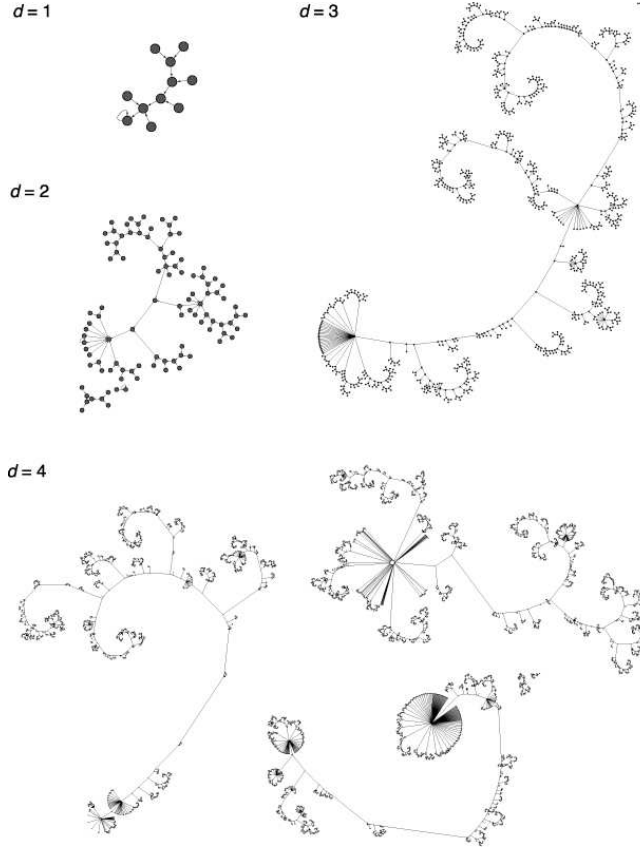 d = 1
d = 3
d = 2
d = 4